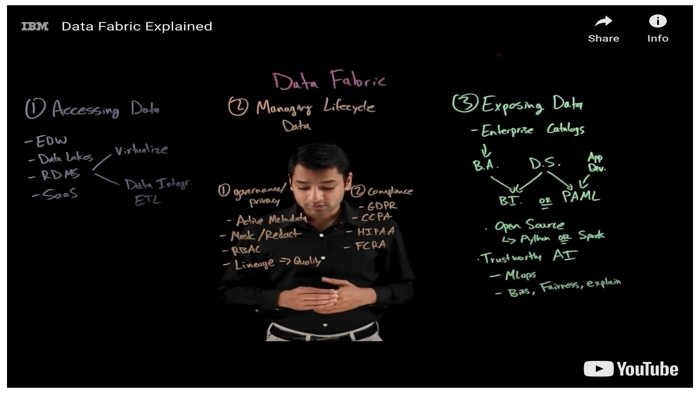 IBM
Data Fabric Explained
Share
Info
Data Fabric
① Accessing Data
- EDW
- Data Lakes
- RDMS
- SaaS
Virtualize
Data Integr.
ETL
② Managing Lifecycle
Data
① governance/
privacy
- Active Metadata
- Mask/Redact
- RBAC
- Lineage => Quality
② Compliance
- GDPR
- CCPA
- HIPAA
- FCRA
③ Exposing Data
- Enterprise Catalogs
B.A.
D.S.
App
Dev.
BI. OR PAML
· Open Source
↳ Python OR Spark
· Trustworthy AI
- MLops
- Bias, Fairness, explain
YouTube